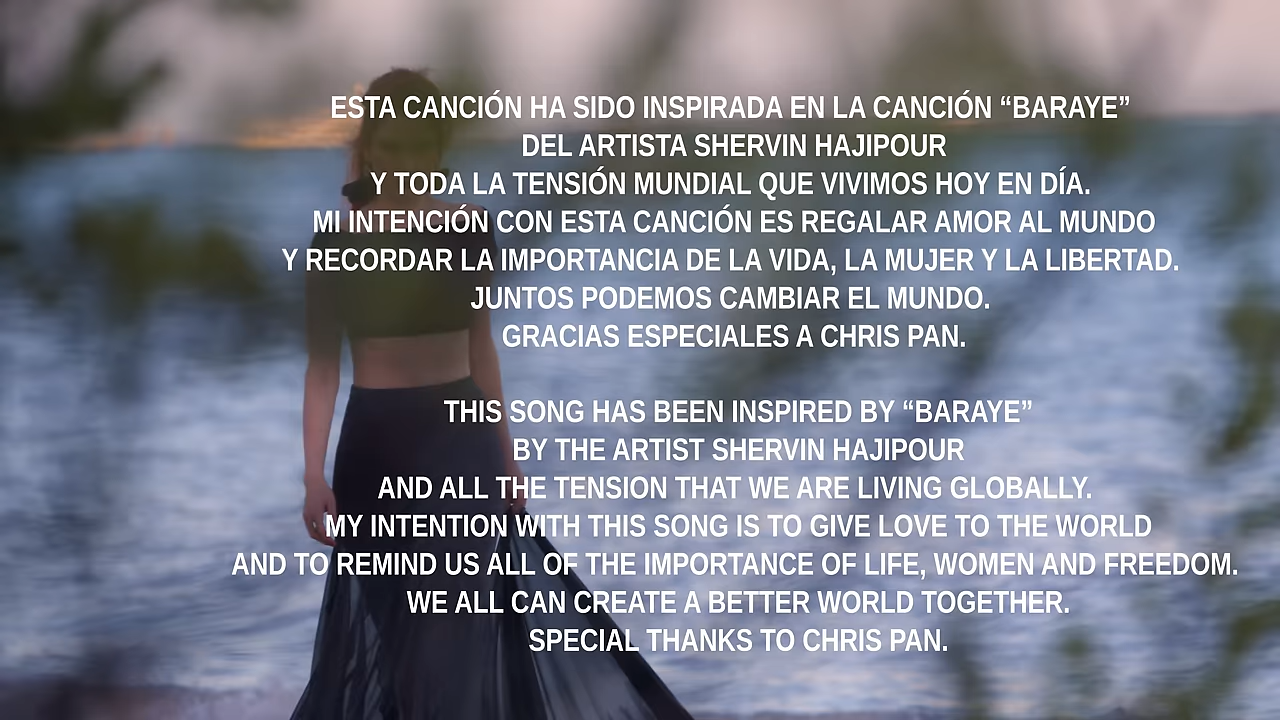 ESTA CANCIÓN HA SIDO INSPIRADA EN LA CANCIÓN “BARAYE”
DEL ARTISTA SHERVIN HAJIPOUR
Y TODA LA TENSIÓN MUNDIAL QUE VIVIMOS HOY EN DÍA.
MI INTENCIÓN CON ESTA CANCIÓN ES REGALAR AMOR AL MUNDO
Y RECORDAR LA IMPORTANCIA DE LA VIDA, LA MUJER Y LA LIBERTAD.
JUNTOS PODEMOS CAMBIAR EL MUNDO.
GRACIAS ESPECIALES A CHRIS PAN.
THIS SONG HAS BEEN INSPIRED BY “BARAYE”
BY THE ARTIST SHERVIN HAJIPOUR
AND ALL THE TENSION THAT WE ARE LIVING GLOBALLY.
MY INTENTION WITH THIS SONG IS TO GIVE LOVE TO THE WORLD
AND TO REMIND US ALL OF THE IMPORTANCE OF LIFE, WOMEN AND FREEDOM.
WE ALL CAN CREATE A BETTER WORLD TOGETHER.
SPECIAL THANKS TO CHRIS PAN.